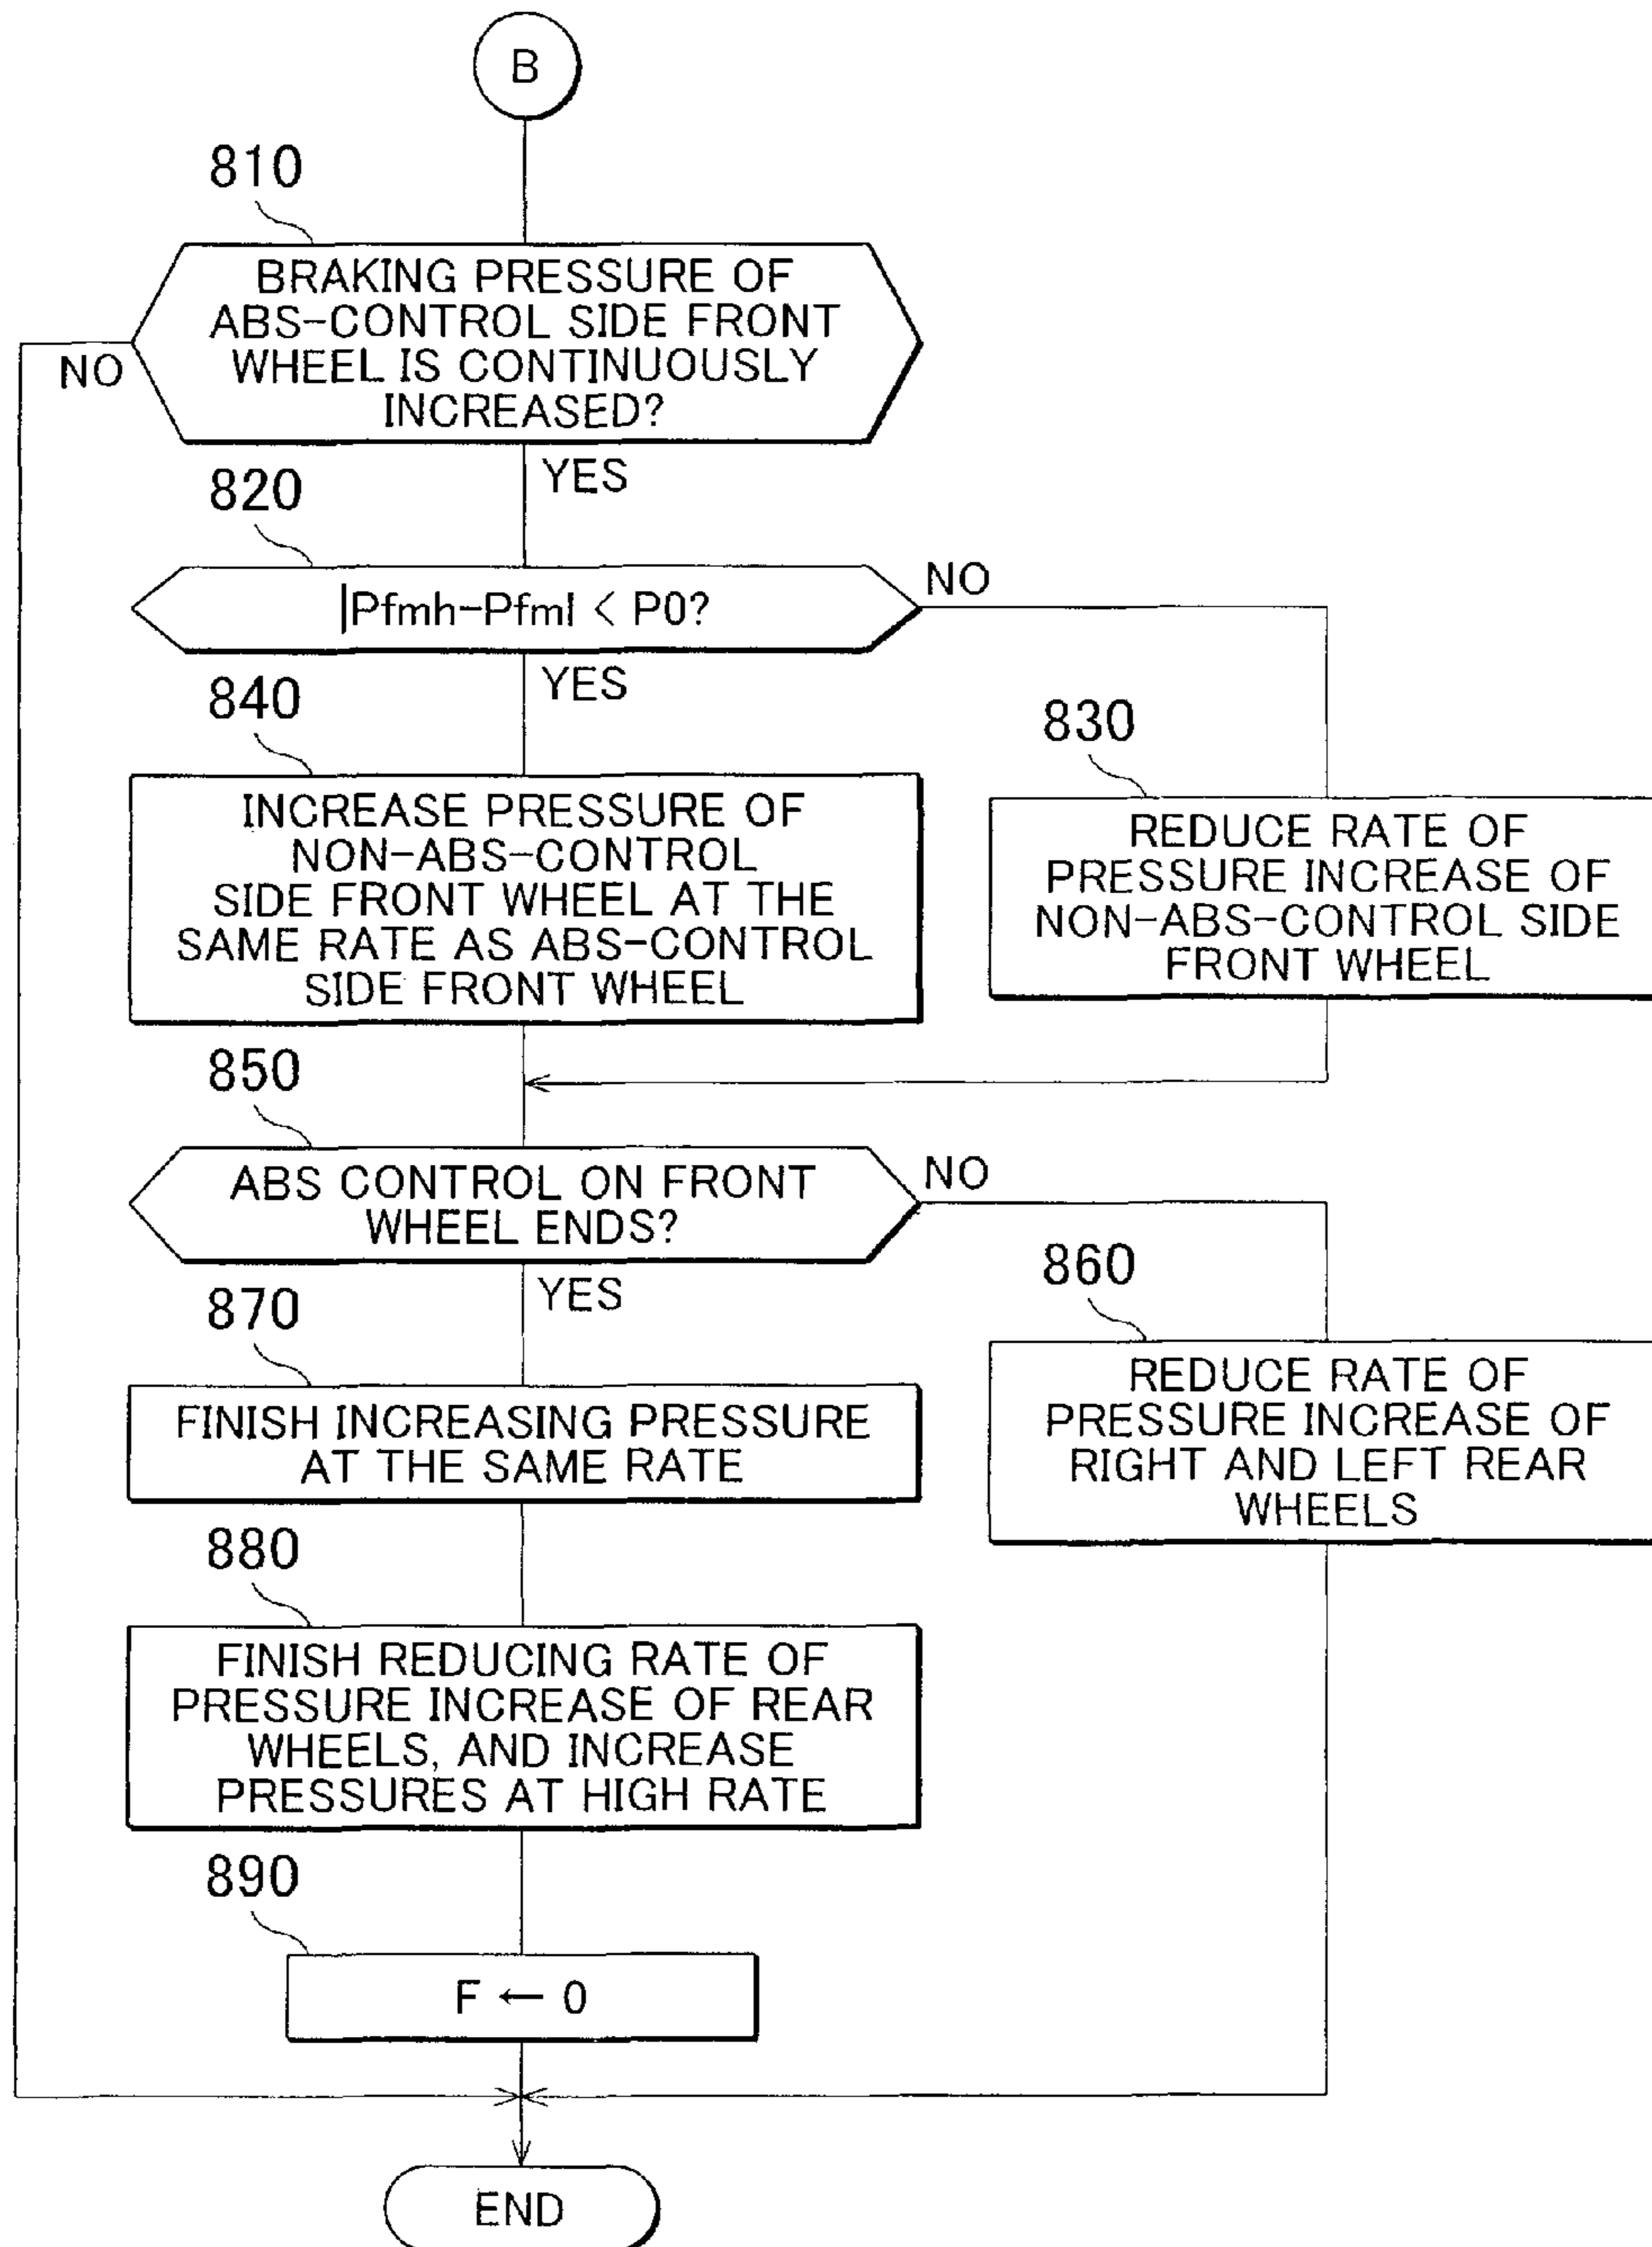 B
810
BRAKING PRESSURE OF
ABS-CONTROL SIDE FRONT
WHEEL IS CONTINUOUSLY
INCREASED?
NO
YES
820
|Pfmh-Pfml < P0?
NO
YES
840
INCREASE PRESSURE OF
NON-ABS-CONTROL
SIDE FRONT WHEEL AT THE
SAME RATE AS ABS-CONTROL
SIDE FRONT WHEEL
830
REDUCE RATE OF
PRESSURE INCREASE OF
NON-ABS-CONTROL SIDE
FRONT WHEEL
850
ABS CONTROL ON FRONT
WHEEL ENDS?
NO
YES
860
REDUCE RATE OF
PRESSURE INCREASE OF
RIGHT AND LEFT REAR
WHEELS
870
FINISH INCREASING PRESSURE
AT THE SAME RATE
880
FINISH REDUCING RATE OF
PRESSURE INCREASE OF REAR
WHEELS, AND INCREASE
PRESSURES AT HIGH RATE
890
F ← 0
END